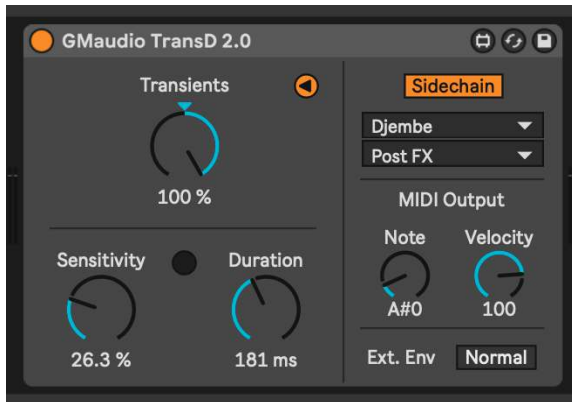 GMaudio TransD 2.0
Transients
100 %
Sensitivity
Duration
26.3 %
181 ms
Sidechain
Djembe
Post FX
MIDI Output
Note
Velocity
A#0
100
Ext. Env
Normal